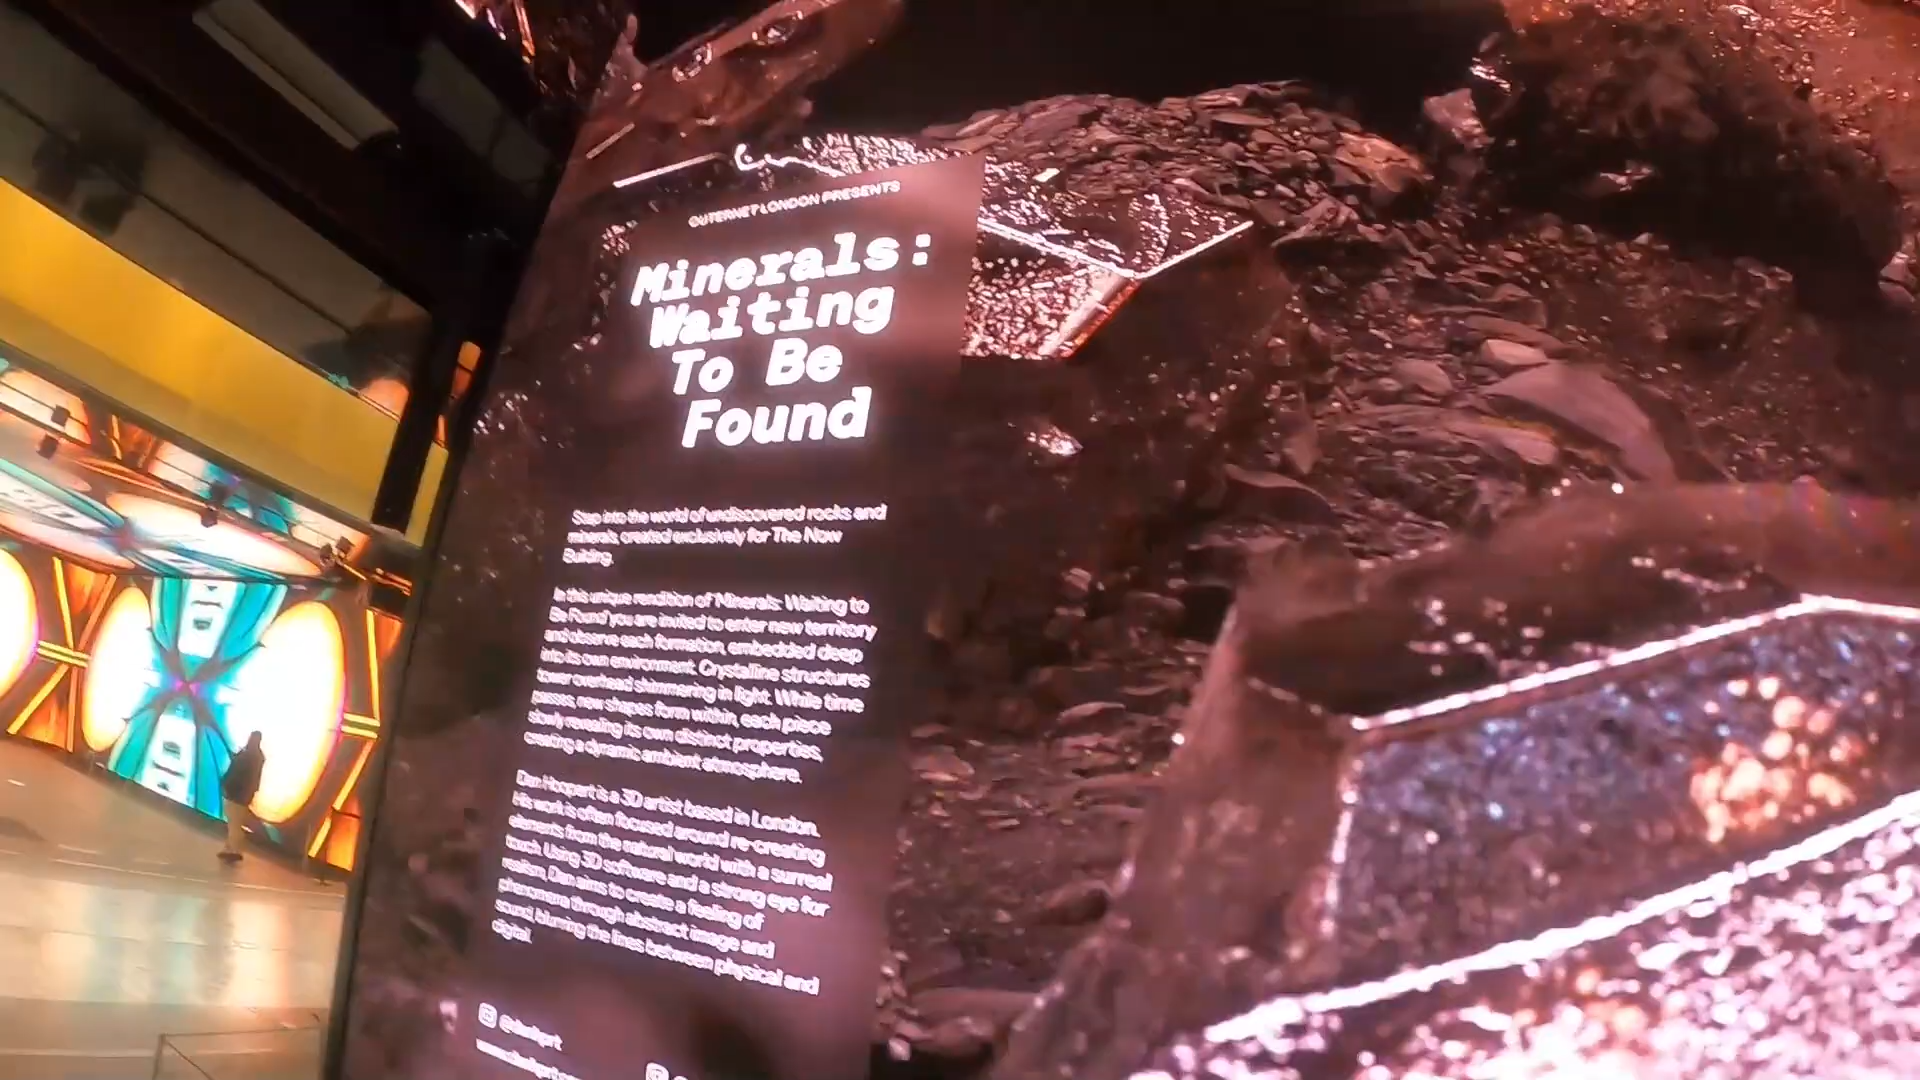 OUTERNET LONDON PRESENTS
Minerals:
Waiting
To Be
Found
Step into the world of undiscovered rocks and
minerals, created exclusively for The Now
Building.
In this unique rendition of 'Minerals: Waiting to
Be Found' you are invited to enter new territory
and observe each formation, embedded deep
into its own environment. Crystalline structures
tower overhead shimmering in light. While time
passes, new shapes form within, each piece
slowly revealing its own distinct properties,
creating a dynamic, ambient atmosphere.
Dan Hoopert is a 3D artist based in London.
His work is often focused around re-creating
elements from the natural world with a surreal
touch. Using 3D software and a strong eye for
realism, Dan aims to create a feeling of
through abstract image and
sound, blurring the lines between physical and
digital.